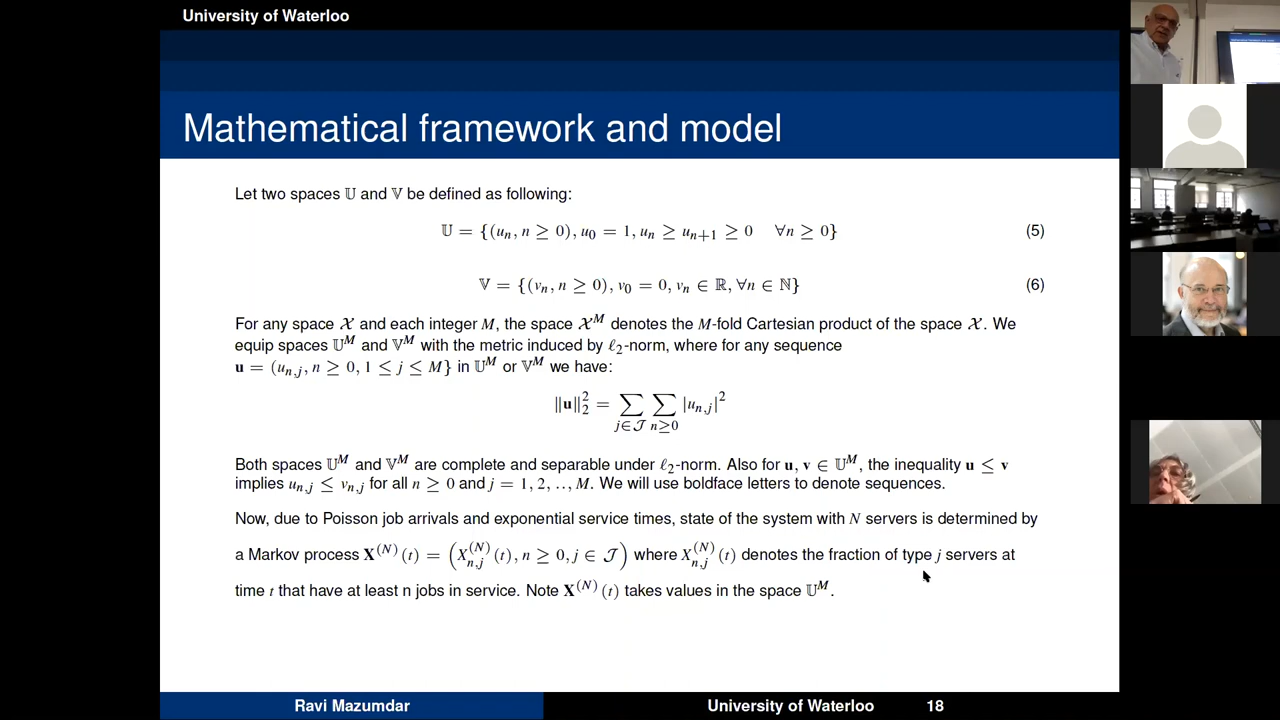 University of Waterloo
Mathematical framework and model
Let two spaces 𝕌 and 𝕍 be defined as following:
𝕌 = {(uₙ, n ≥ 0), u₀ = 1, uₙ ≥ uₙ₊₁ ≥ 0 ∀n ≥ 0} (5)
𝕍 = {(vₙ, n ≥ 0), v₀ = 0, vₙ ∈ ℝ, ∀n ∈ ℕ} (6)
For any space 𝒳 and each integer M, the space 𝒳ᴹ denotes the M-fold Cartesian product of the space 𝒳. We
equip spaces 𝕌ᴹ and 𝕍ᴹ with the metric induced by ℓ₂-norm, where for any sequence
𝐮 = (u_{n,j}, n ≥ 0, 1 ≤ j ≤ M} in 𝕌ᴹ or 𝕍ᴹ we have:
‖𝐮‖₂² = ∑_{j∈𝒥} ∑_{n≥0} |u_{n,j}|²
Both spaces 𝕌ᴹ and 𝕍ᴹ are complete and separable under ℓ₂-norm. Also for 𝐮, 𝐯 ∈ 𝕌ᴹ, the inequality 𝐮 ≤ 𝐯
implies u_{n,j} ≤ v_{n,j} for all n ≥ 0 and j = 1, 2, .., M. We will use boldface letters to denote sequences.
Now, due to Poisson job arrivals and exponential service times, state of the system with N servers is determined by
a Markov process 𝐗^{(N)}(t) = (X_{n,j}^{(N)}(t), n ≥ 0, j ∈ 𝒥) where X_{n,j}^{(N)}(t) denotes the fraction of type j servers at
time t that have at least n jobs in service. Note 𝐗^{(N)}(t) takes values in the space 𝕌ᴹ.
Ravi Mazumdar University of Waterloo 18